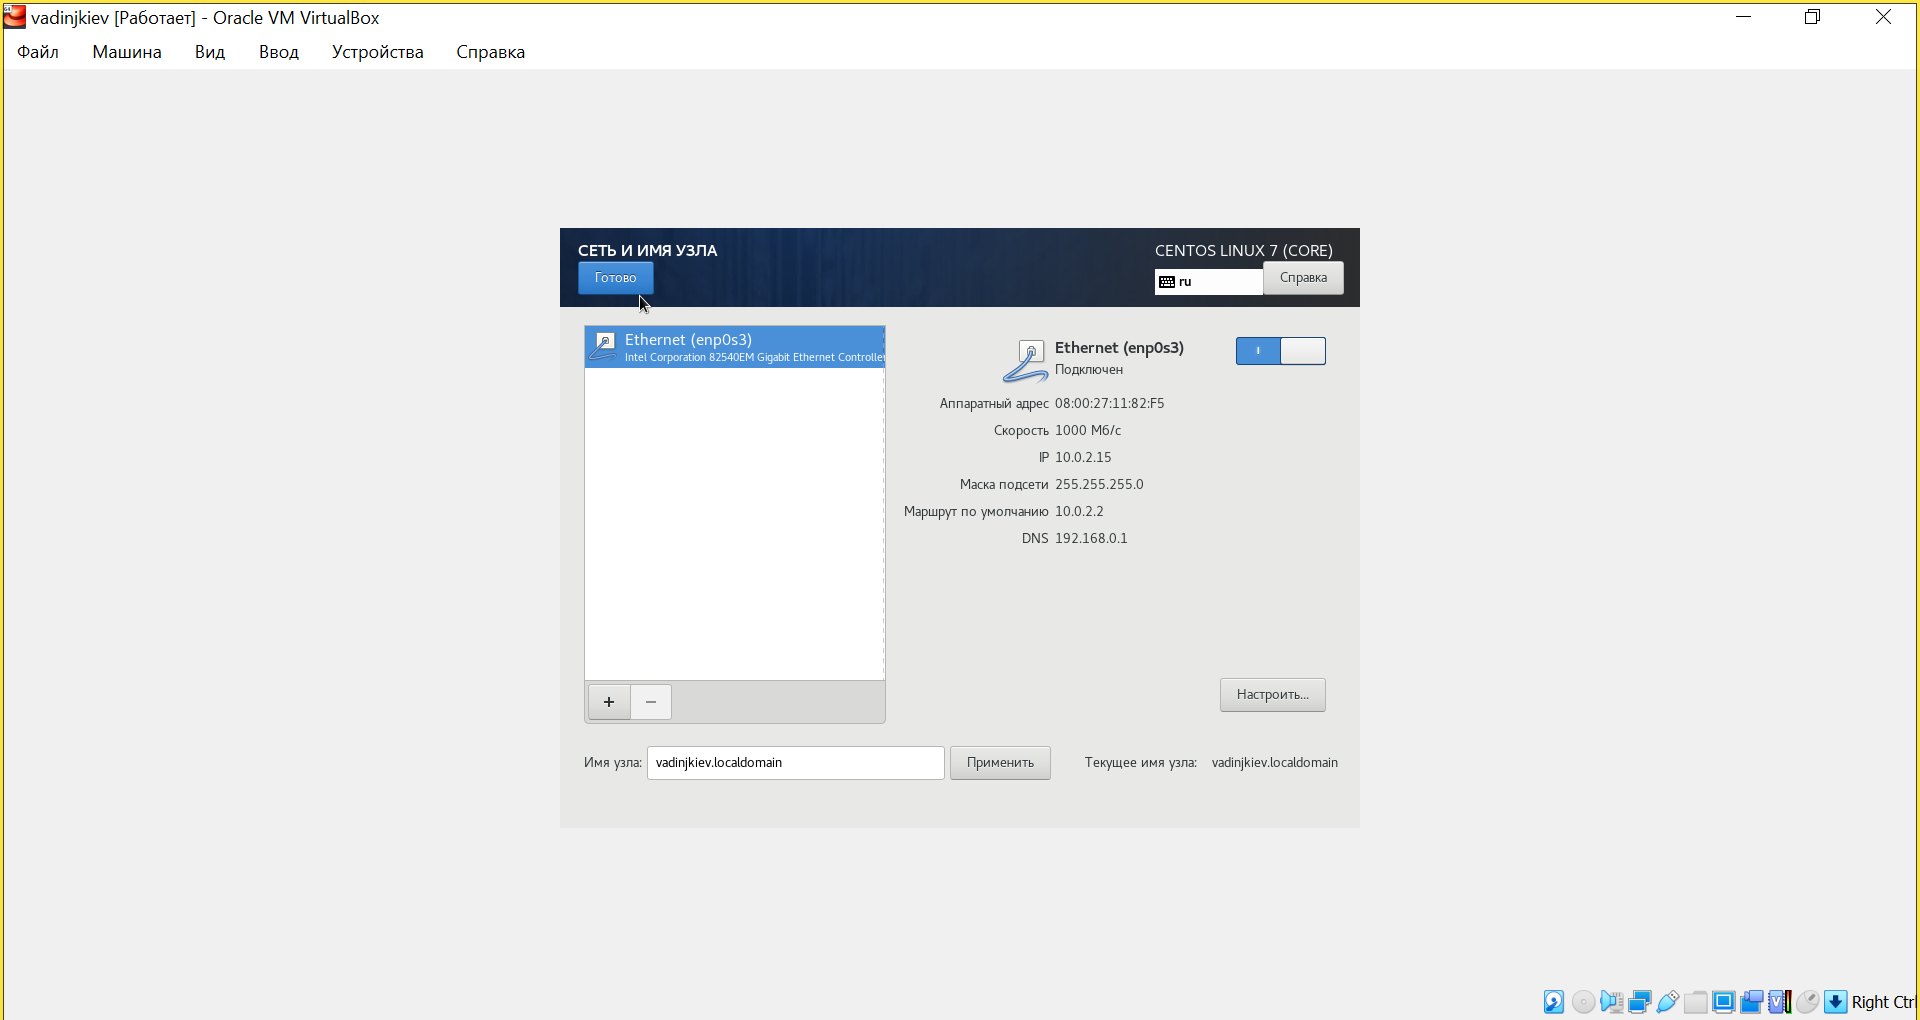 vadinjkiev [Работает] - Oracle VM VirtualBox
Файл Машина Вид Ввод Устройства Справка
СЕТЬ И ИМЯ УЗЛА
CENTOS LINUX 7 (CORE)
Готово
ru
Справка
Ethernet (enp0s3)
Intel Corporation 82540EM Gigabit Ethernet Controller
Ethernet (enp0s3)
Подключен
Аппаратный адрес 08:00:27:11:82:F5
Скорость 1000 Мб/с
IP 10.0.2.15
Маска подсети 255.255.255.0
Маршрут по умолчанию 10.0.2.2
DNS 192.168.0.1
+ −
Настроить...
Имя узла: vadinjkiev.localdomain Применить Текущее имя узла: vadinjkiev.localdomain
Right Ctrl